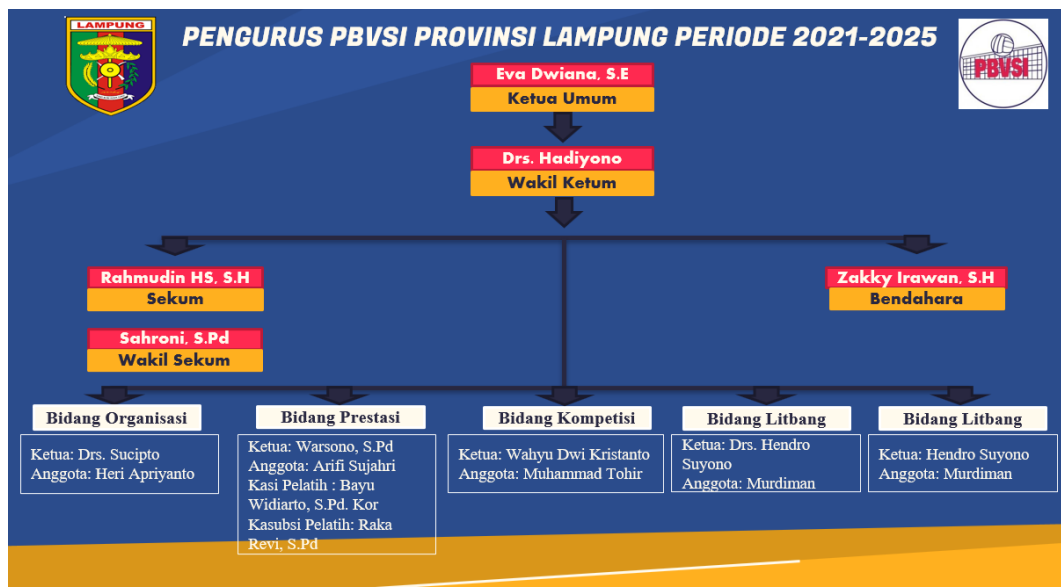 LAMPUNG
PENGURUS PBVSI PROVINSI LAMPUNG PERIODE 2021-2025
PBVSI
Eva Dwiana, S.E
Ketua Umum
Drs. Hadiyono
Wakil Ketum
Rahmudin HS, S.H
Sekum
Zakky Irawan, S.H
Bendahara
Sahroni, S.Pd
Wakil Sekum
Bidang Organisasi
Ketua: Drs. Sucipto
Anggota: Heri Apriyanto
Bidang Prestasi
Ketua: Warsono, S.Pd
Anggota: Arifi Sujahri
Kasi Pelatih : Bayu
Widiarto, S.Pd. Kor
Kasubsi Pelatih: Raka
Revi, S.Pd
Bidang Kompetisi
Ketua: Wahyu Dwi Kristanto
Anggota: Muhammad Tohir
Bidang Litbang
Ketua: Drs. Hendro
Suyono
Anggota: Murdiman
Bidang Litbang
Ketua: Hendro Suyono
Anggota: Murdiman